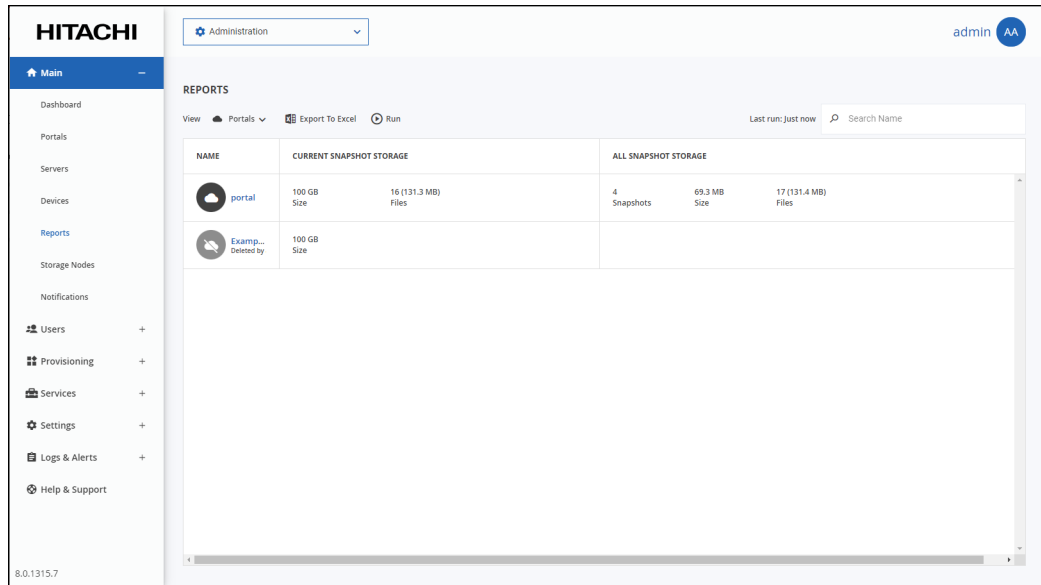 HITACHI
Administration
admin AA
Main
Dashboard
Portals
Servers
Devices
Reports
Storage Nodes
Notifications
Users
Provisioning
Services
Settings
Logs & Alerts
Help & Support
8.0.1315.7
REPORTS
View Portals Export To Excel Run Last run: Just now Search Name
NAME CURRENT SNAPSHOT STORAGE ALL SNAPSHOT STORAGE
portal 100 GB 16 (131.3 MB) 4 69.3 MB 17 (131.4 MB)
Size Files Snapshots Size Files
Examp... 100 GB
Deleted by Size